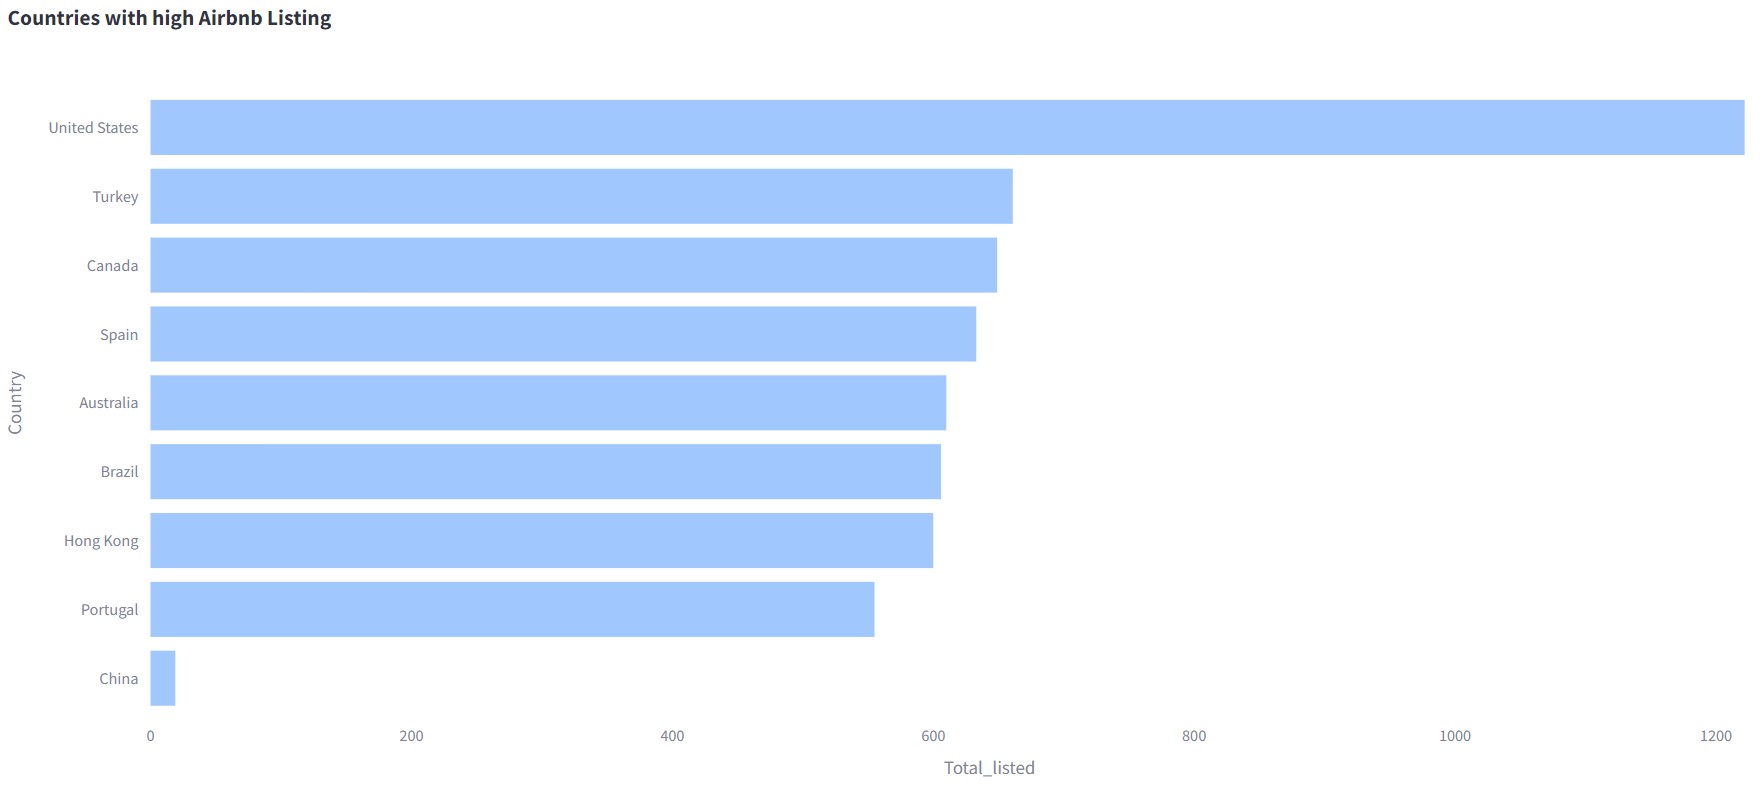 Countries with high Airbnb Listing
United States
Turkey
Canada
Spain
Australia
Brazil
Hong Kong
Portugal
China
Country
0 200 400 600 800 1000 1200
Total_listed